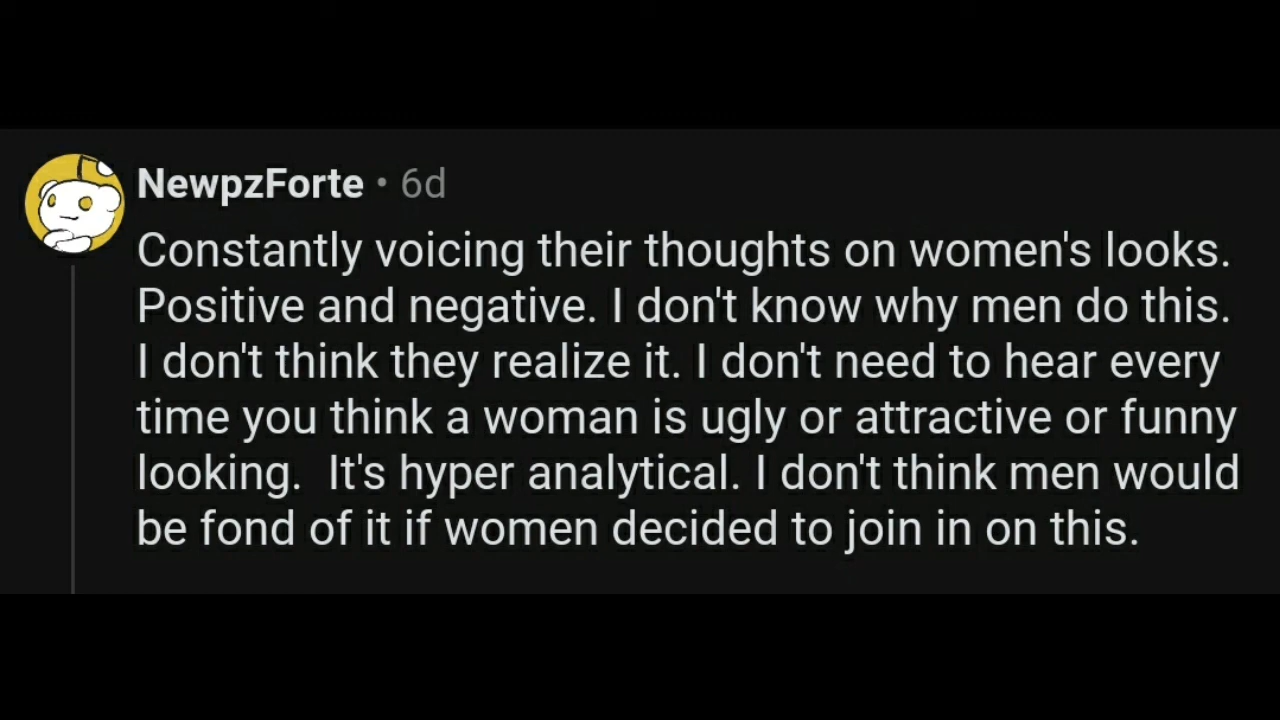 NewpzForte • 6d
Constantly voicing their thoughts on women's looks.
Positive and negative. I don't know why men do this.
I don't think they realize it. I don't need to hear every
time you think a woman is ugly or attractive or funny
looking.  It's hyper analytical. I don't think men would
be fond of it if women decided to join in on this.